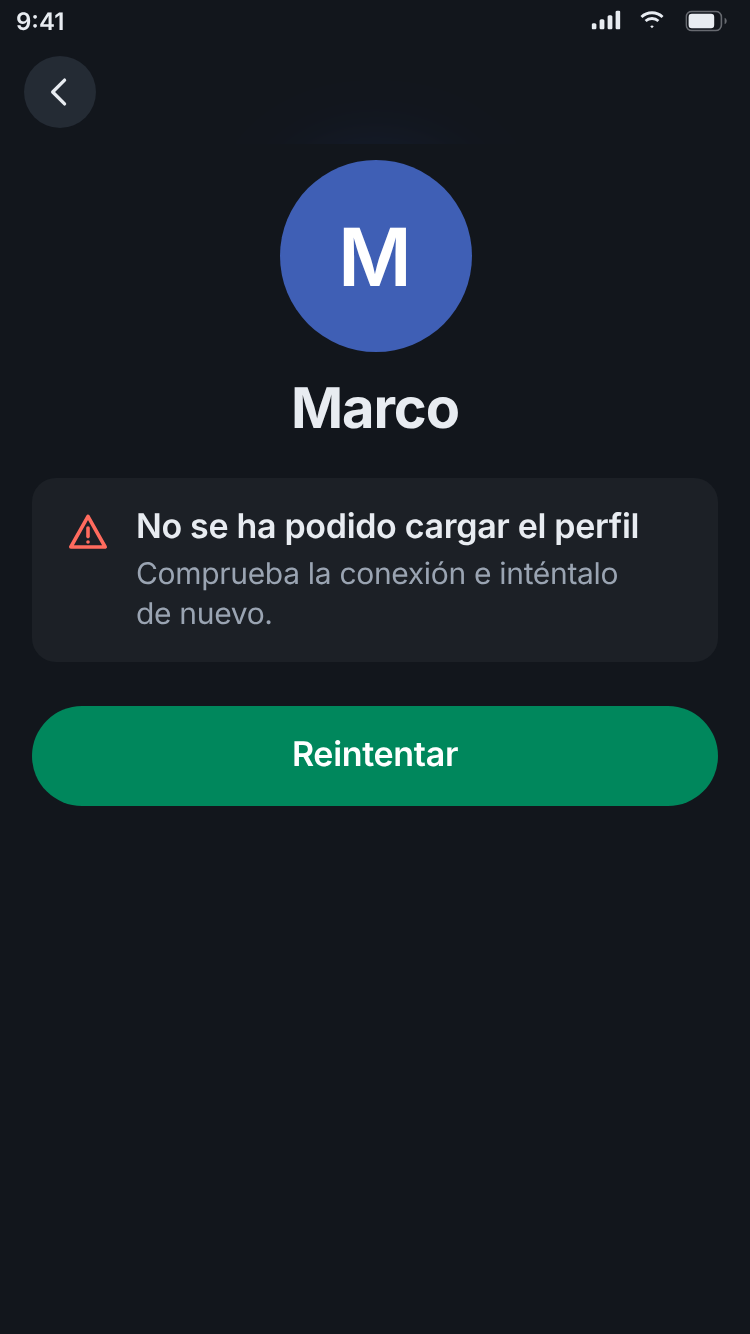 9:41
M
Marco
No se ha podido cargar el perfil
Comprueba la conexión e inténtalo
de nuevo.
Reintentar